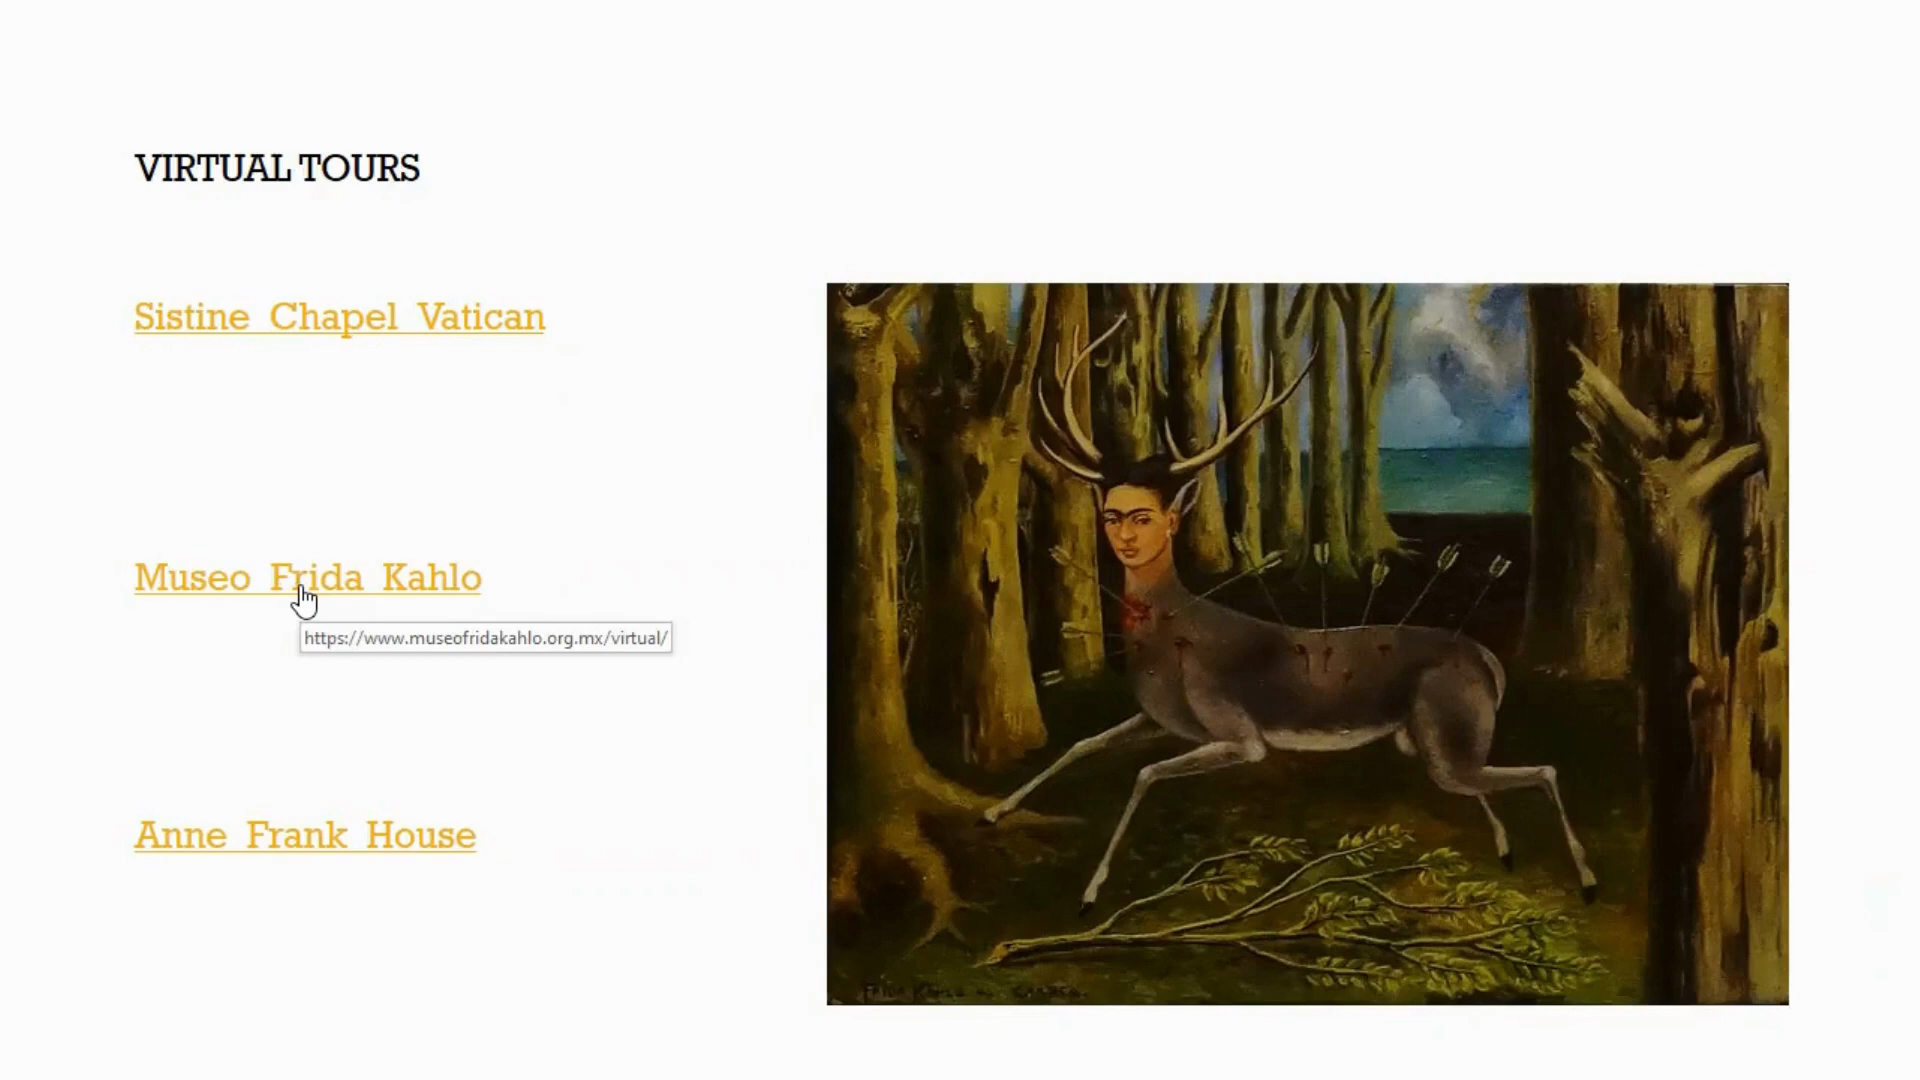 VIRTUAL TOURS
Sistine Chapel Vatican
Museo Frida Kahlo
https://www.museofridakahlo.org.mx/virtual/
Anne Frank House